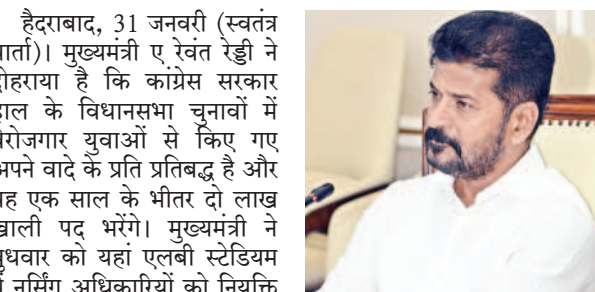 हैदराबाद, 31 जनवरी (स्वतंत्र
वार्ता)। मुख्यमंत्री ए रेवंत रेड्डी ने
दोहराया है कि कांग्रेस सरकार
हाल के विधानसभा चुनावों में
बेरोजगार युवाओं से किए गए
अपने वादे के प्रति प्रतिबद्ध है और
एक साल के भीतर दो लाख
खाली पद भरेंगे। मुख्यमंत्री ने
बुधवार को यहां एलबी स्टेडियम
में नर्सिंग अधिकारियों को नियुक्ति